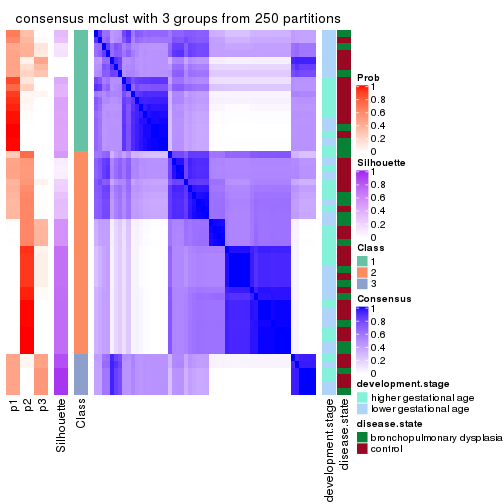 consensus mclust with 3 groups from 250 partitions
Prob
1
0.8
0.6
0.4
0.2
0
Silhouette
1
0.8
0.6
0.4
0.2
0
Class
1
2
3
Consensus
1
0.8
0.6
0.4
0.2
0
development.stage
higher gestational age
lower gestational age
disease.state
bronchopulmonary dysplasia
control
p1
p2
p3
Silhouette
Class
development.stage
disease.state